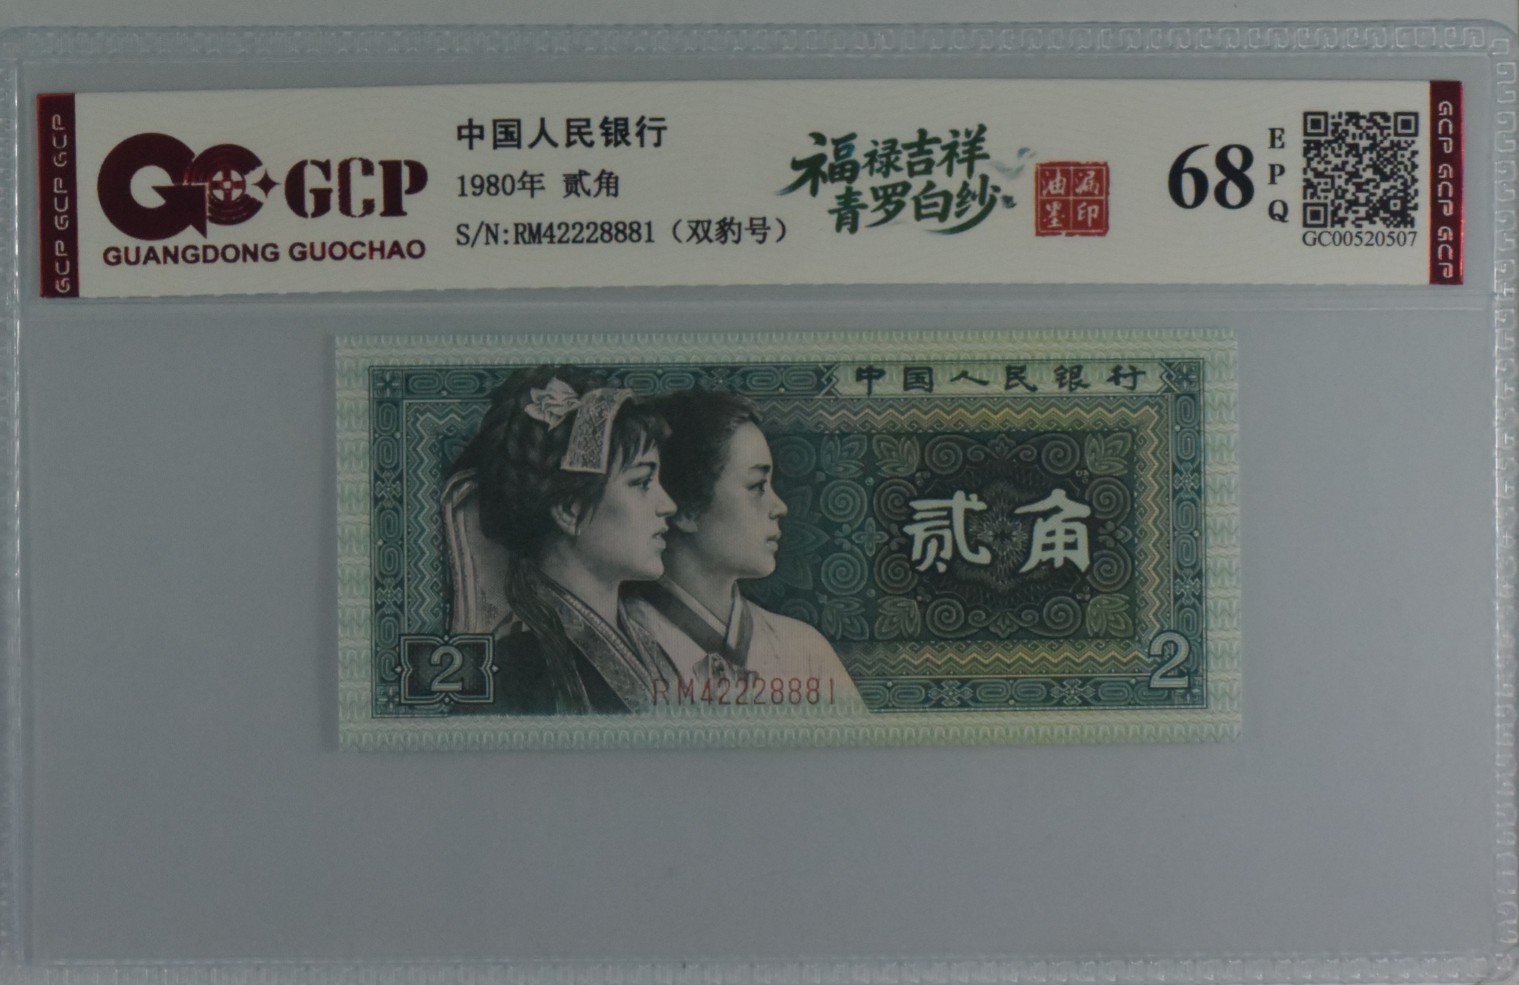 GCP GCP GCP
GCP
GUANGDONG GUOCHAO
中国人民银行
1980年 贰角
S/N:RM42228881（双豹号）
福禄吉祥
青罗白纱
油漏
墨印
68
E
P
Q
GC00520507
GCP GCP GCP
中国人民银行
贰角
2
2
RM42228881